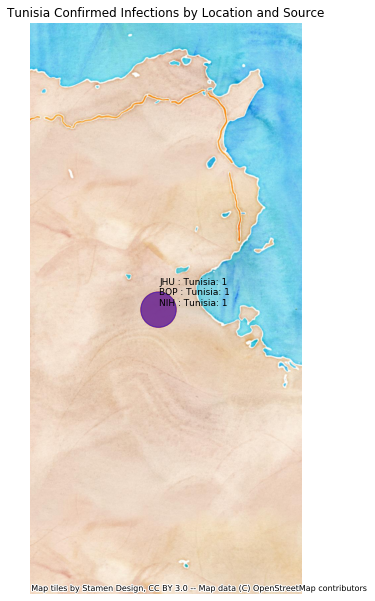 Tunisia Confirmed Infections by Location and Source
JHU : Tunisia: 1
BOP : Tunisia: 1
NIH : Tunisia: 1
Map tiles by Stamen Design, CC BY 3.0 -- Map data (C) OpenStreetMap contributors